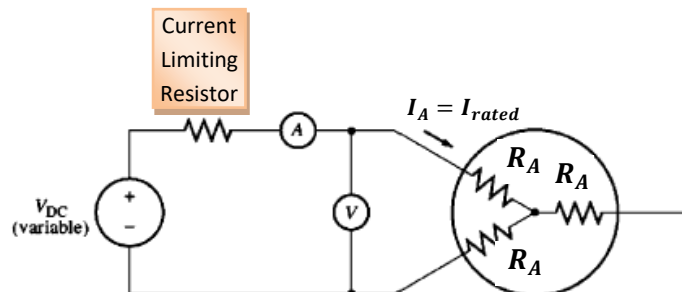 Current
Limiting
Resistor
I_A = I_rated
A
R_A
R_A
V_DC
(variable)
+
−
V
R_A